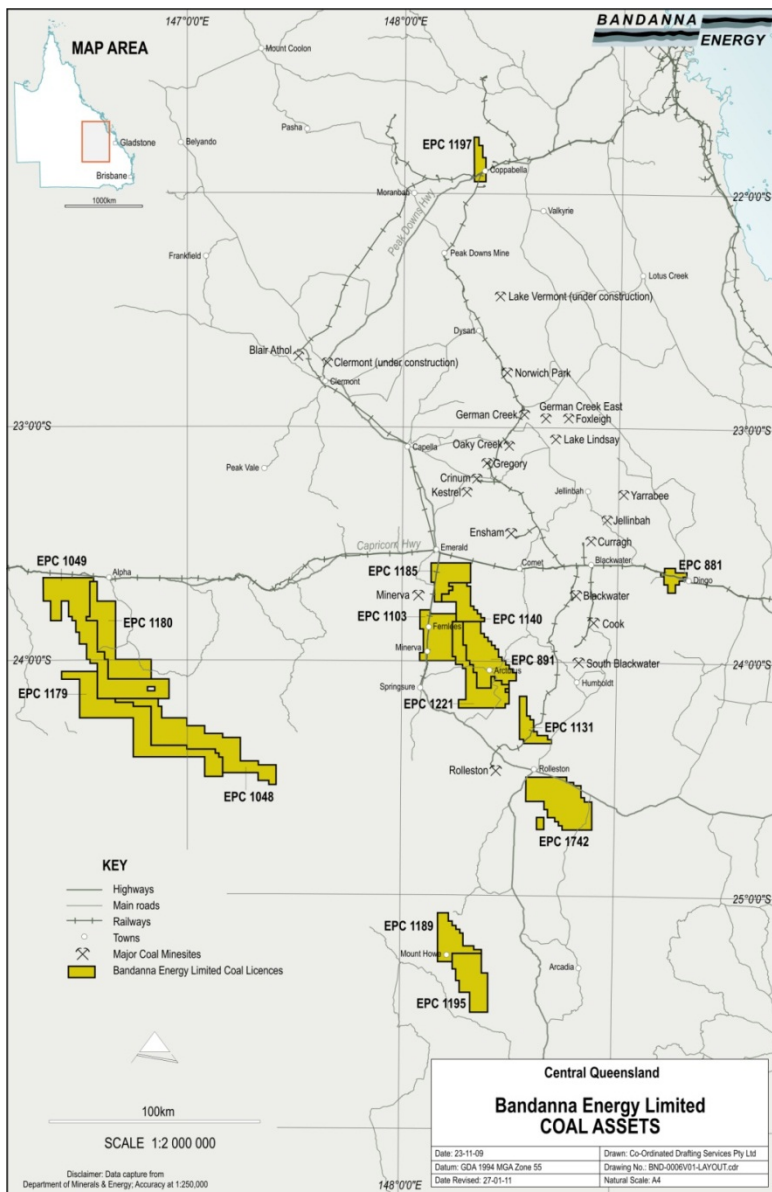 147°0'0"E
148°0'0"E
BANDANNA
ENERGY
MAP AREA
Gladstone
Brisbane
1000km
Mount Coolon
Pasha
Belyando
EPC 1197
Coppabella
Moranbah
Peak Downs Hwy
22°0'0"S
Valkyrie
Frankfield
Peak Downs Mine
Lotus Creek
Lake Vermont (under construction)
Dysart
Blair Athol
Clermont (under construction)
Norwich Park
Clermont
German Creek East
German Creek
Foxleigh
23°0'0"S
23°0'0"S
Oaky Creek
Lake Lindsay
Capella
Gregory
Peak Vale
Crinum
Kestrel
Jellinbah
Yarrabee
Jellinbah
Ensham
Curragh
Capricorn Hwy
Emerald
EPC 1049
Alpha
EPC 1185
Comet
Blackwater
EPC 881
Dingo
Minerva
Blackwater
EPC 1180
EPC 1103
EPC 1140
Fernlees
Cook
Minerva
EPC 891
Arcturus
South Blackwater
24°0'0"S
24°0'0"S
EPC 1179
Springsure
Humboldt
EPC 1221
EPC 1131
Rolleston
Rolleston
EPC 1048
EPC 1742
KEY
Highways
Main roads
Railways
Towns
Major Coal Minesites
Bandanna Energy Limited Coal Licences
25°0'0"S
EPC 1189
Mount Howe
Arcadia
EPC 1195
100km
SCALE 1:2 000 000
Disclaimer: Data capture from
Department of Minerals & Energy; Accuracy at 1:250,000
148°0'0"E
Central Queensland
Bandanna Energy Limited
COAL ASSETS
Date: 23-11-09
Drawn: Co-Ordinated Drafting Services Pty Ltd
Datum: GDA 1994 MGA Zone 55
Drawing No.: BND-0006V01-LAYOUT.cdr
Date Revised: 27-01-11
Natural Scale: A4